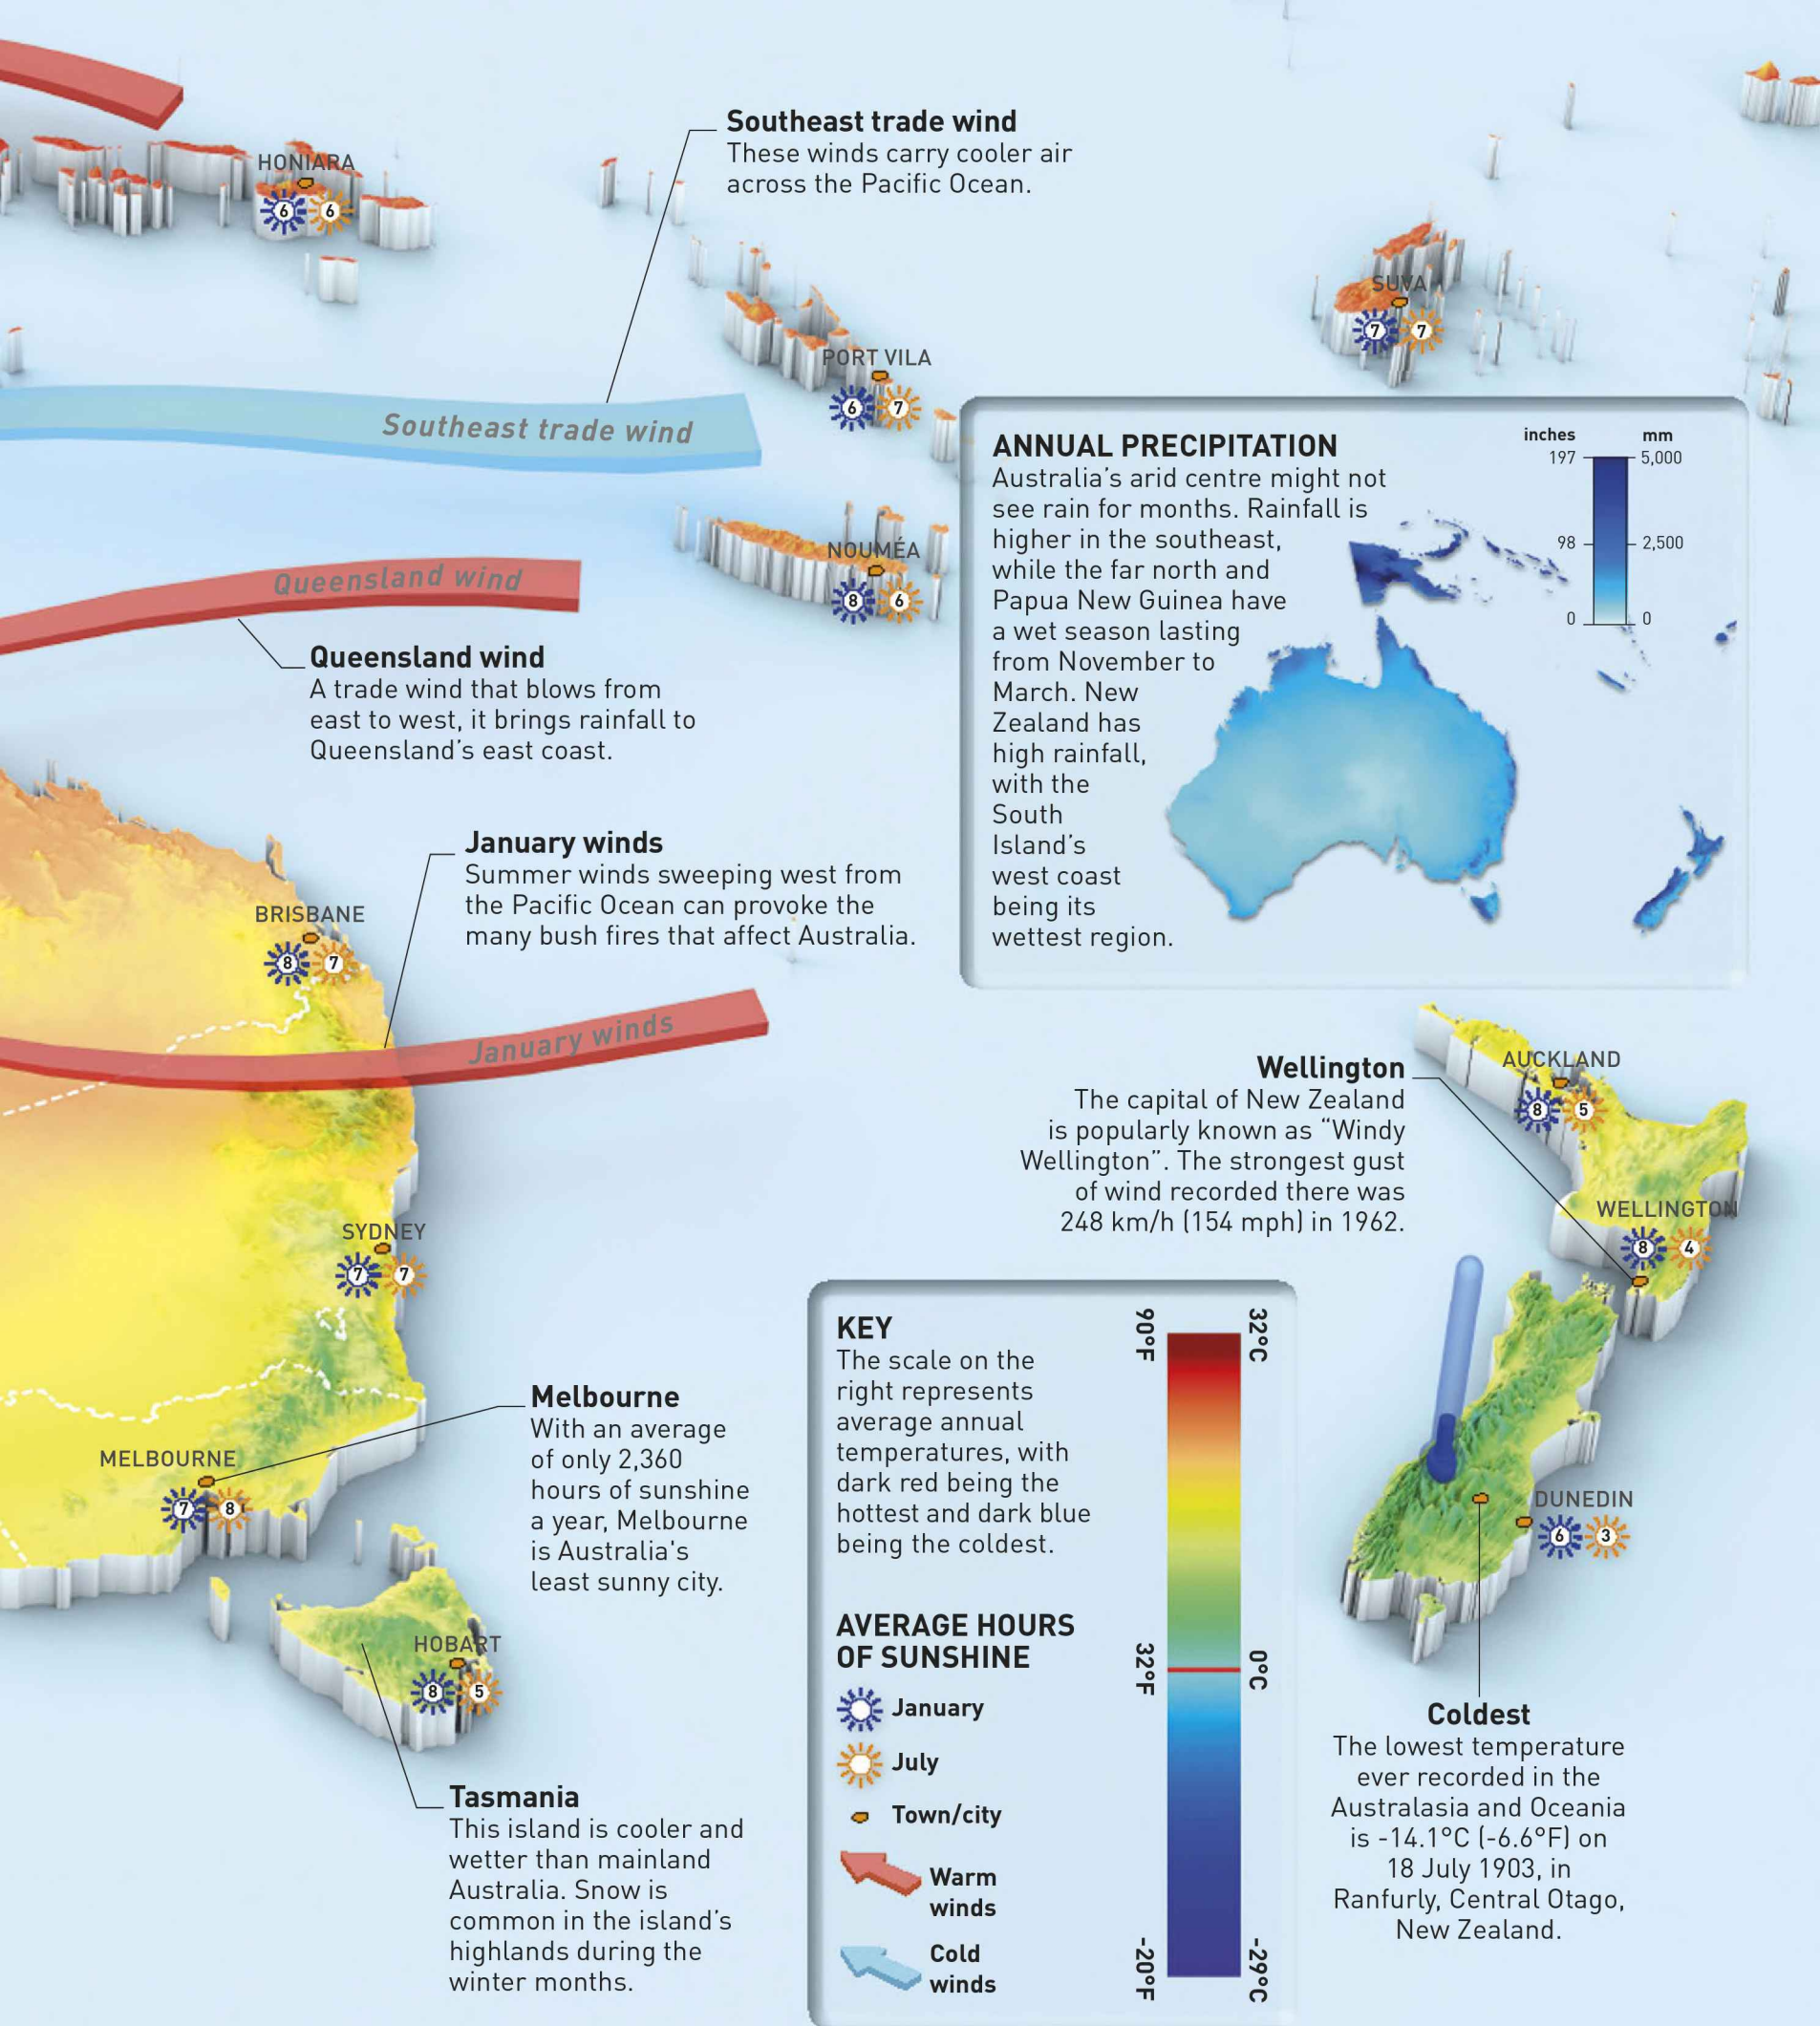 HONIARA
6 6
Southeast trade wind
These winds carry cooler air
across the Pacific Ocean.
SUVA
7 7
PORT VILA
6 7
Southeast trade wind
NOUMÉA
8 6
Queensland wind
Queensland wind
A trade wind that blows from
east to west, it brings rainfall to
Queensland's east coast.
ANNUAL PRECIPITATION
Australia's arid centre might not
see rain for months. Rainfall is
higher in the southeast,
while the far north and
Papua New Guinea have
a wet season lasting
from November to
March. New
Zealand has
high rainfall,
with the
South
Island's
west coast
being its
wettest region.
inches mm
197 5,000
98 2,500
0 0
January winds
Summer winds sweeping west from
the Pacific Ocean can provoke the
many bush fires that affect Australia.
BRISBANE
8 7
January winds
Wellington
The capital of New Zealand
is popularly known as “Windy
Wellington”. The strongest gust
of wind recorded there was
248 km/h (154 mph) in 1962.
AUCKLAND
8 5
WELLINGTON
8 4
SYDNEY
7 7
Melbourne
With an average
of only 2,360
hours of sunshine
a year, Melbourne
is Australia's
least sunny city.
MELBOURNE
7 8
HOBART
8 5
Tasmania
This island is cooler and
wetter than mainland
Australia. Snow is
common in the island's
highlands during the
winter months.
KEY
The scale on the
right represents
average annual
temperatures, with
dark red being the
hottest and dark blue
being the coldest.
AVERAGE HOURS
OF SUNSHINE
January
July
Town/city
Warm
winds
Cold
winds
90°F 32°C
32°F 0°C
-20°F -29°C
DUNEDIN
6 3
Coldest
The lowest temperature
ever recorded in the
Australasia and Oceania
is -14.1°C (-6.6°F) on
18 July 1903, in
Ranfurly, Central Otago,
New Zealand.